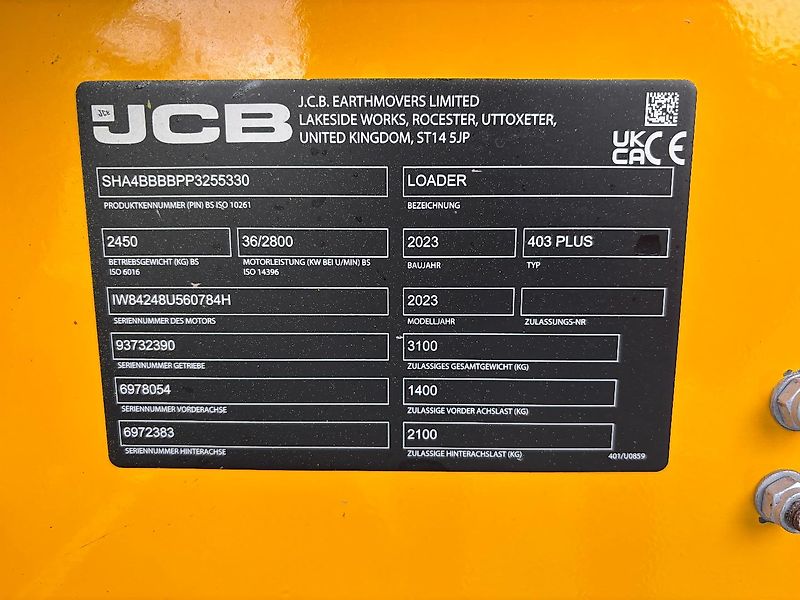 JCB
JCB
J.C.B. EARTHMOVERS LIMITED
LAKESIDE WORKS, ROCESTER, UTTOXETER,
UNITED KINGDOM, ST14 5JP
UK
CA CE
SHA4BBBBPP3255330 LOADER
PRODUKTKENNUMMER (PIN) BS ISO 10261 BEZEICHNUNG
2450 36/2800 2023 403 PLUS
BETRIEBSGEWICHT (KG) BS MOTORLEISTUNG (KW BEI U/MIN) BS BAUJAHR TYP
ISO 6016 ISO 14396
IW84248U560784H 2023
SERIENNUMMER DES MOTORS MODELLJAHR ZULASSUNGS-NR
93732390 3100
SERIENNUMMER GETRIEBE ZULASSIGES GESAMTGEWICHT (KG)
6978054 1400
SERIENNUMMER VORDERACHSE ZULASSIGE VORDER ACHSLAST (KG)
6972383 2100
SERIENNUMMER HINTERACHSE ZULASSIGE HINTERACHSLAST (KG) 401/U0859